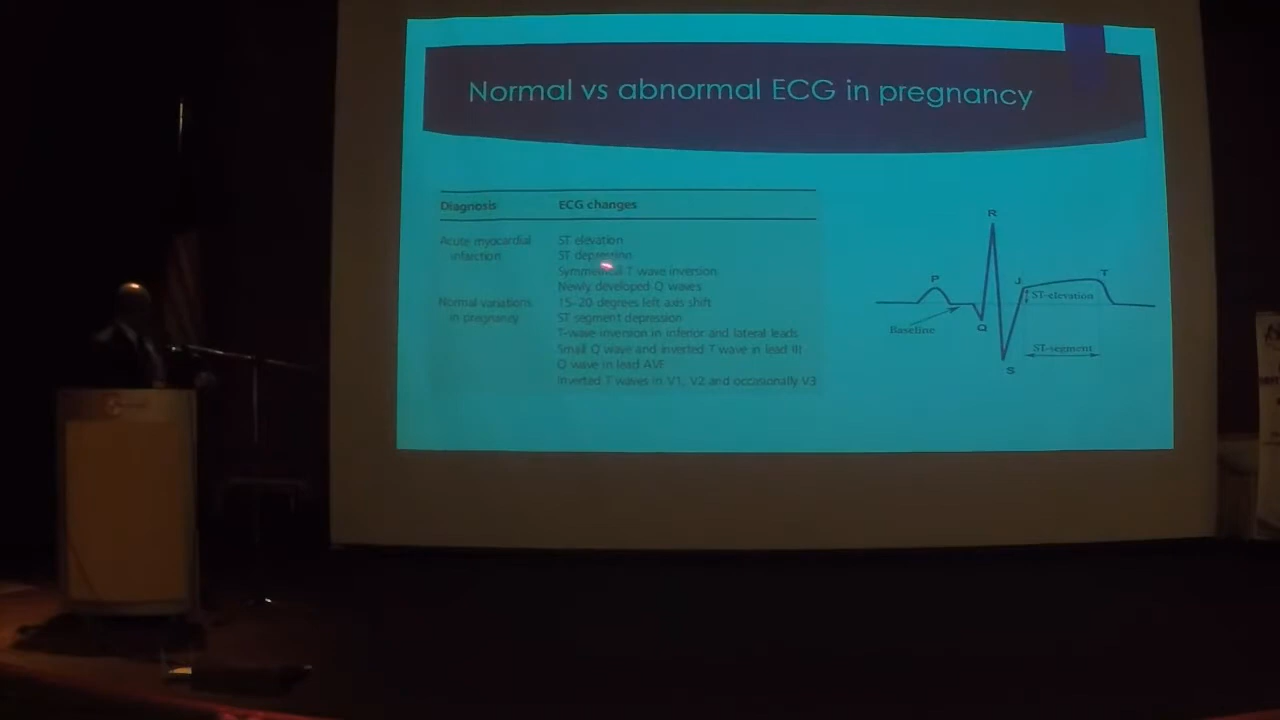 Normal vs abnormal ECG in pregnancy
Diagnosis ECG changes
Acute myocardial ST elevation
infarction ST depression
Symmetrical T wave inversion
Newly developed Q waves
Normal variations 15-20 degrees left axis shift
in pregnancy ST segment depression
T-wave inversion in inferior and lateral leads
Small Q wave and inverted T wave in lead III
Q wave in lead AVF
Inverted T waves in V1, V2 and occasionally V3
R
P
J
T
ST-elevation
Baseline
Q
ST-segment
S